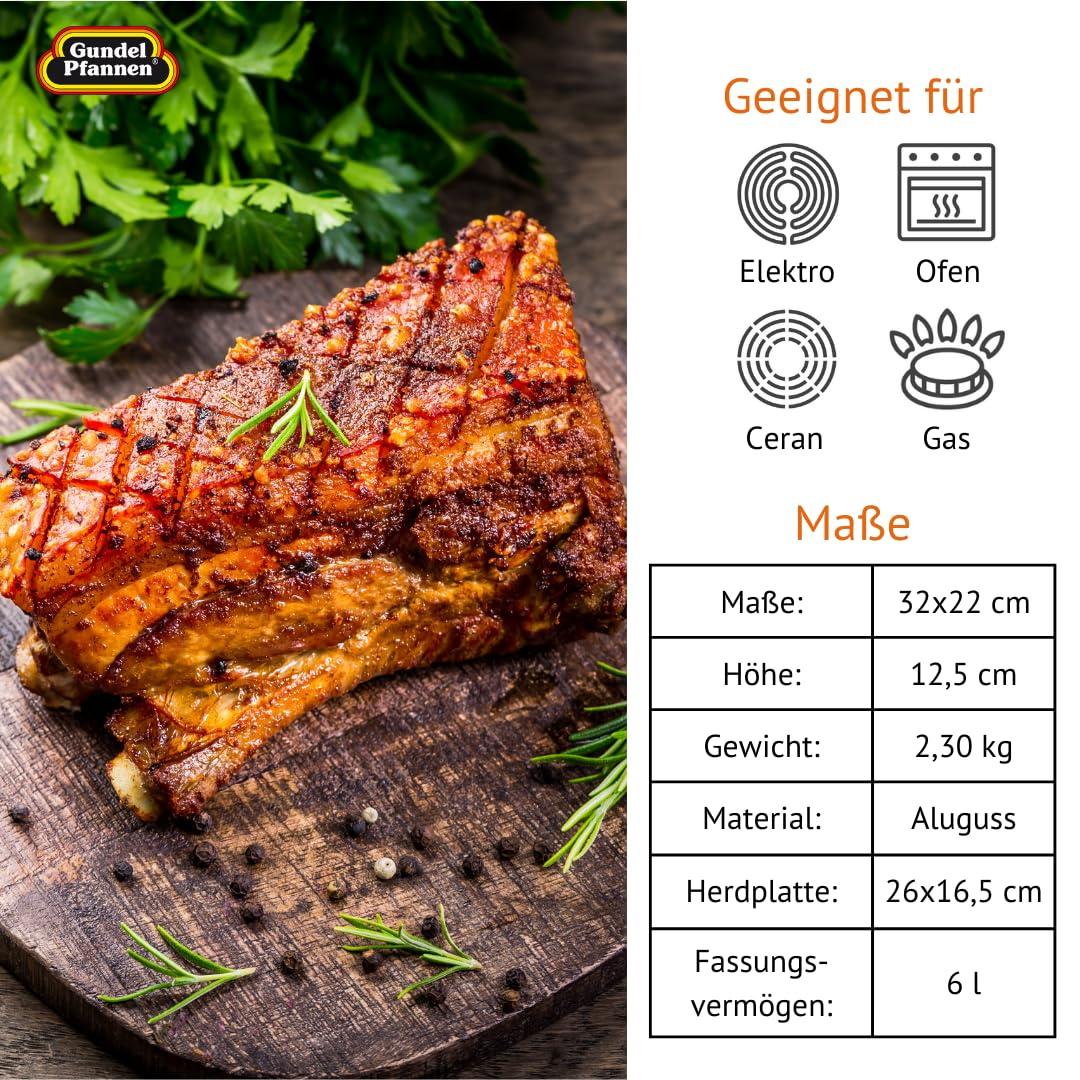 Gundel
Pfannen®
Geeignet für
Elektro
Ofen
Ceran
Gas
Maße
Maße: 32x22 cm
Höhe: 12,5 cm
Gewicht: 2,30 kg
Material: Aluguss
Herdplatte: 26x16,5 cm
Fassungs-
vermögen: 6 l